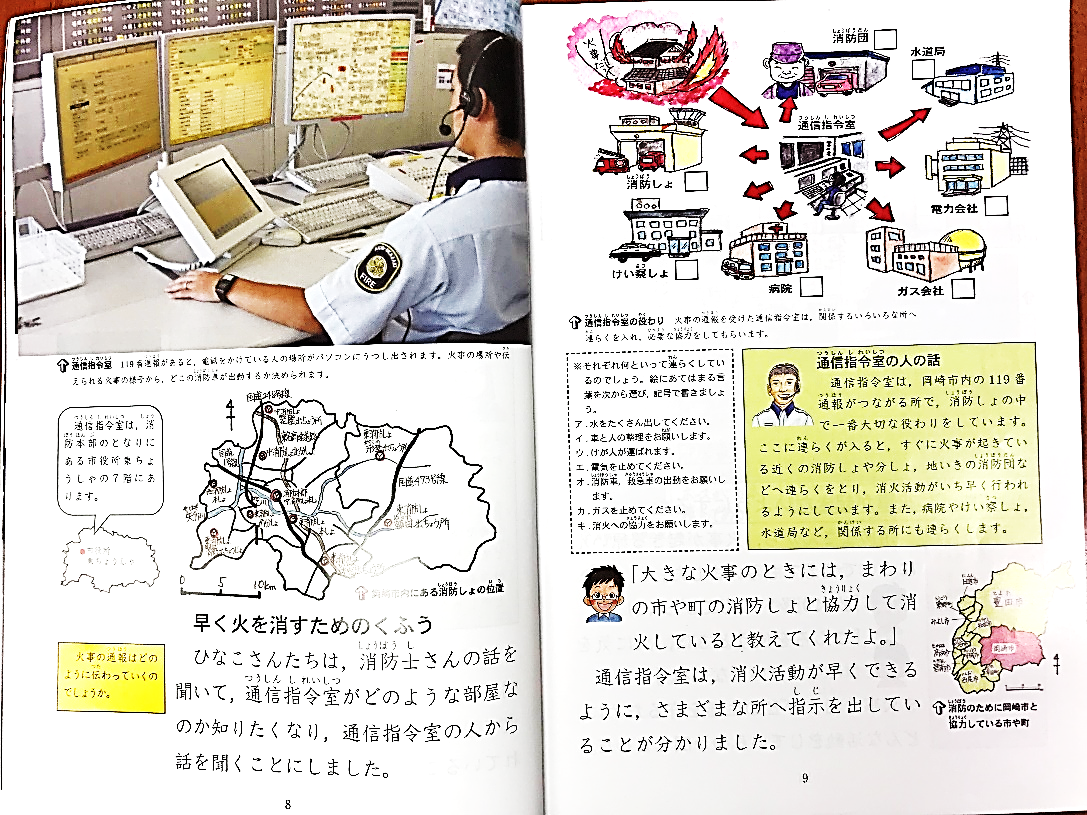 通信指令室 119番通報があると，電話をかけている人の場所がパソコンにうつし出されます。火事の場所や伝
えられる火事の様子から，どこの消防署が出動するか決められます。
通信指令室は，消
防本部のとなりに
ある市役所東ちょ
うしゃの7階にあ
ります。
国道473号線
0 5 10km
岡崎市内にある消防しょの位置
早く火を消すためのくふう
火事の通報はどの
ように伝わっていくの
でしょうか。
ひなこさんたちは，消防士さんの話を
聞いて，通信指令室がどのような部屋な
のか知りたくなり，通信指令室の人から
話を聞くことにしました。
8
火事だ
消防団
水道局
通信指令室
消防しょ
電力会社
けい察しょ
病院
ガス会社
通信指令室の役わり 火事の通報を受けた通信指令室は，関係するいろいろな所へ
連らくを入れ，必要な協力をしてもらいます。
※それぞれ何といって連らくしてい
るのでしょう。絵にあてはまる言
葉を次から選び，記号で書きましょ
う。
ア．水をたくさん出してください。
イ．車と人の整理をお願いします。
ウ．けが人が運ばれます。
エ．電気を止めてください。
オ．消防車，救急車の出動をお願いし
ます。
カ．ガスを止めてください。
キ．消火への協力をお願いします。
通信指令室の人の話
通信指令室は，岡崎市内の119番
通報がつながる所で，消防しょの中
で一番大切な役わりをしています。
ここに連らくが入ると，すぐに火事が起きてい
る近くの消防しょや分しょ，地いきの消防団な
どへ連らくをとり，消火活動がいち早く行われ
るようにしています。また，病院やけい察しょ，
水道局など，関係する所にも連らくします。
「大きな火事のときには，まわり
の市や町の消防しょと協力して消
火していると教えてくれたよ。」
通信指令室は，消火活動が早くできる
ように，さまざまな所へ指示を出してい
ることが分かりました。
豊田市
岡崎市
消防のために岡崎市と
協力している市や町
9